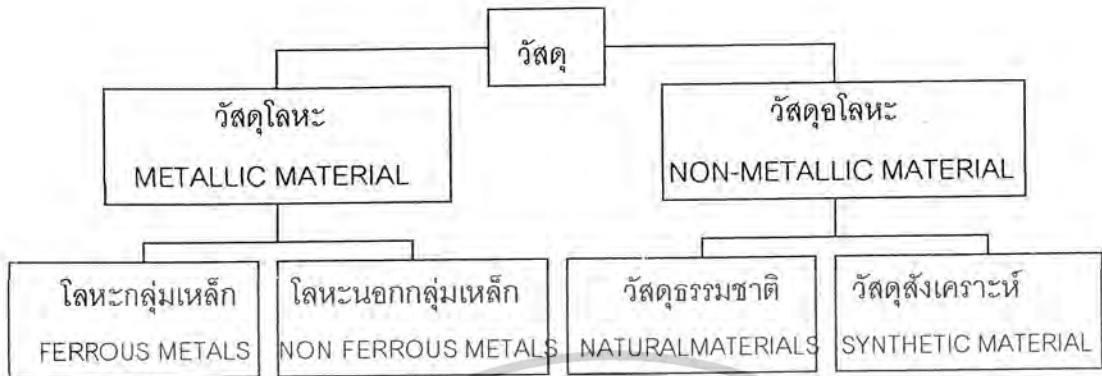 วัสดุ
วัสดุโลหะ
METALLIC MATERIAL
วัสดุอโลหะ
NON-METALLIC MATERIAL
โลหะกลุ่มเหล็ก
FERROUS METALS
โลหะนอกกลุ่มเหล็ก
NON FERROUS METALS
วัสดุธรรมชาติ
NATURALMATERIALS
วัสดุสังเคราะห์
SYNTHETIC MATERIAL